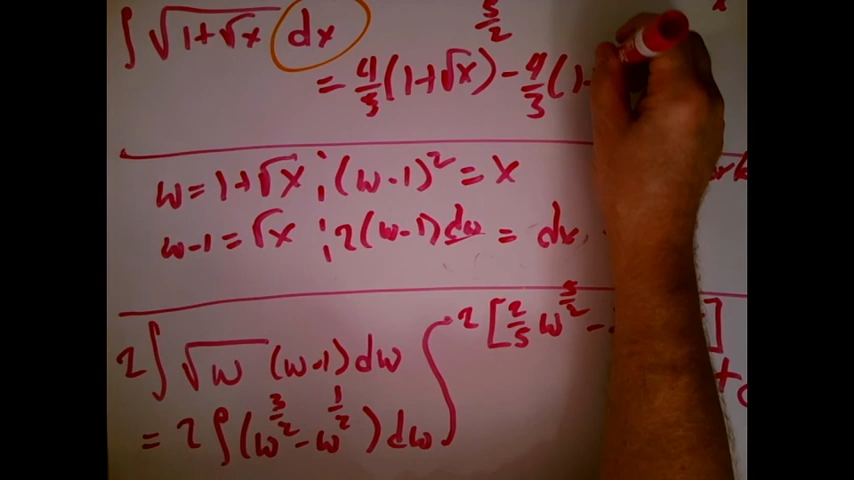 ∫ √(1+√x) dx
= 4/5 (1+√x)^(5/2) - 4/3 (1
w = 1+√x ; (w-1)² = x
w-1 = √x ; 2(w-1) dw = dx
2 ∫ √w (w-1) dw
= 2 ∫ (w^(3/2) - w^(1/2)) dw
2 [ 2/5 w^(5/2) - ]
+ C